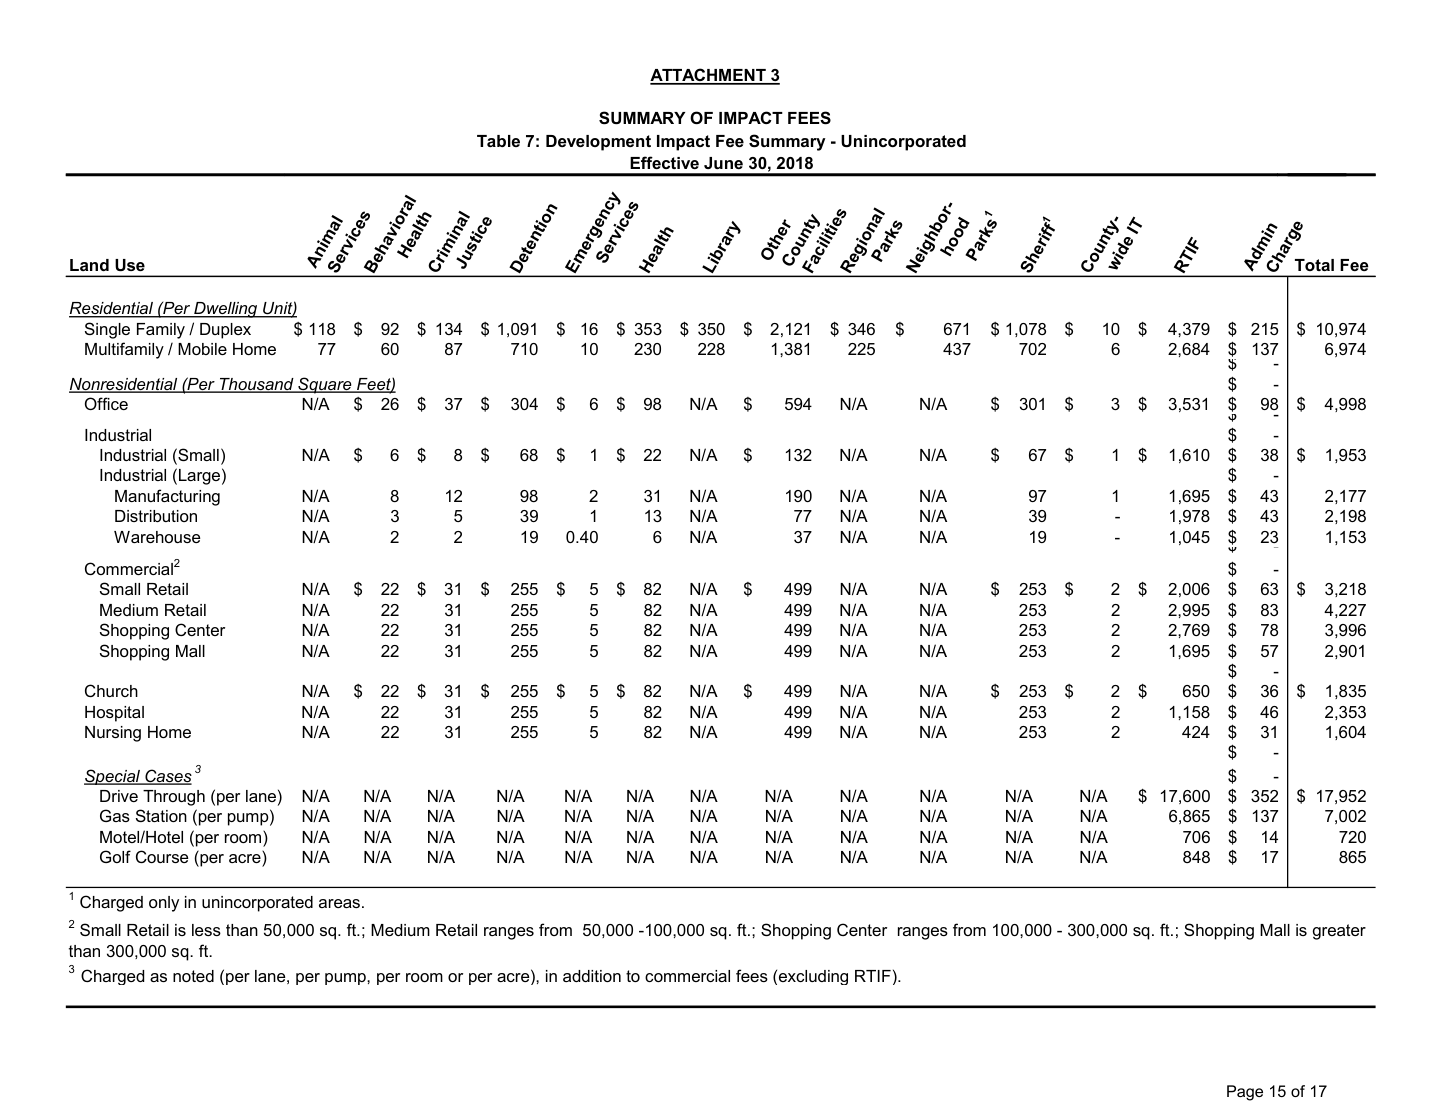 ATTACHMENT 3
SUMMARY OF IMPACT FEES
Table 7: Development Impact Fee Summary - Unincorporated
Effective June 30, 2018
Land Use Animal Services Behavioral Health Criminal Justice Detention Emergency Services Health Library Other County Facilities Regional Parks Neighbor-hood Parks¹ Sheriff¹ County-wide IT RTIF Admin Charge Total Fee
Residential (Per Dwelling Unit)
Single Family / Duplex $ 118 $ 92 $ 134 $ 1,091 $ 16 $ 353 $ 350 $ 2,121 $ 346 $ 671 $ 1,078 $ 10 $ 4,379 $ 215 $ 10,974
Multifamily / Mobile Home 77 60 87 710 10 230 228 1,381 225 437 702 6 2,684 $ 137 6,974
$ -
Nonresidential (Per Thousand Square Feet) $ -
Office N/A $ 26 $ 37 $ 304 $ 6 $ 98 N/A $ 594 N/A N/A $ 301 $ 3 $ 3,531 $ 98 $ 4,998
$ -
Industrial $ -
Industrial (Small) N/A $ 6 $ 8 $ 68 $ 1 $ 22 N/A $ 132 N/A N/A $ 67 $ 1 $ 1,610 $ 38 $ 1,953
Industrial (Large) $ -
Manufacturing N/A 8 12 98 2 31 N/A 190 N/A N/A 97 1 1,695 $ 43 2,177
Distribution N/A 3 5 39 1 13 N/A 77 N/A N/A 39 - 1,978 $ 43 2,198
Warehouse N/A 2 2 19 0.40 6 N/A 37 N/A N/A 19 - 1,045 $ 23 1,153
$ -
Commercial² $ -
Small Retail N/A $ 22 $ 31 $ 255 $ 5 $ 82 N/A $ 499 N/A N/A $ 253 $ 2 $ 2,006 $ 63 $ 3,218
Medium Retail N/A 22 31 255 5 82 N/A 499 N/A N/A 253 2 2,995 $ 83 4,227
Shopping Center N/A 22 31 255 5 82 N/A 499 N/A N/A 253 2 2,769 $ 78 3,996
Shopping Mall N/A 22 31 255 5 82 N/A 499 N/A N/A 253 2 1,695 $ 57 2,901
$ -
Church N/A $ 22 $ 31 $ 255 $ 5 $ 82 N/A $ 499 N/A N/A $ 253 $ 2 $ 650 $ 36 $ 1,835
Hospital N/A 22 31 255 5 82 N/A 499 N/A N/A 253 2 1,158 $ 46 2,353
Nursing Home N/A 22 31 255 5 82 N/A 499 N/A N/A 253 2 424 $ 31 1,604
$ -
Special Cases ³ $ -
Drive Through (per lane) N/A N/A N/A N/A N/A N/A N/A N/A N/A N/A N/A N/A $ 17,600 $ 352 $ 17,952
Gas Station (per pump) N/A N/A N/A N/A N/A N/A N/A N/A N/A N/A N/A N/A 6,865 $ 137 7,002
Motel/Hotel (per room) N/A N/A N/A N/A N/A N/A N/A N/A N/A N/A N/A N/A 706 $ 14 720
Golf Course (per acre) N/A N/A N/A N/A N/A N/A N/A N/A N/A N/A N/A N/A 848 $ 17 865
¹ Charged only in unincorporated areas.
² Small Retail is less than 50,000 sq. ft.; Medium Retail ranges from 50,000 -100,000 sq. ft.; Shopping Center ranges from 100,000 - 300,000 sq. ft.; Shopping Mall is greater
than 300,000 sq. ft.
³ Charged as noted (per lane, per pump, per room or per acre), in addition to commercial fees (excluding RTIF).
Page 15 of 17